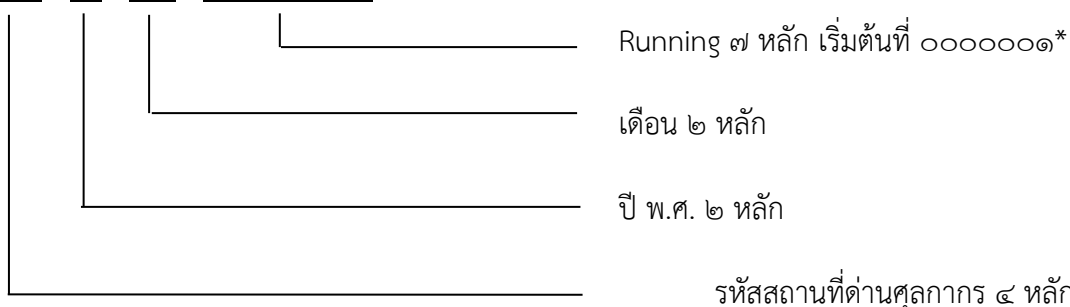 Running ๗ หลัก เริ่มต้นที่ ๐๐๐๐๐๐๑*
เดือน ๒ หลัก
ปี พ.ศ. ๒ หลัก
รหัสสถานที่ด่านศุลกากร ๔ หลัก